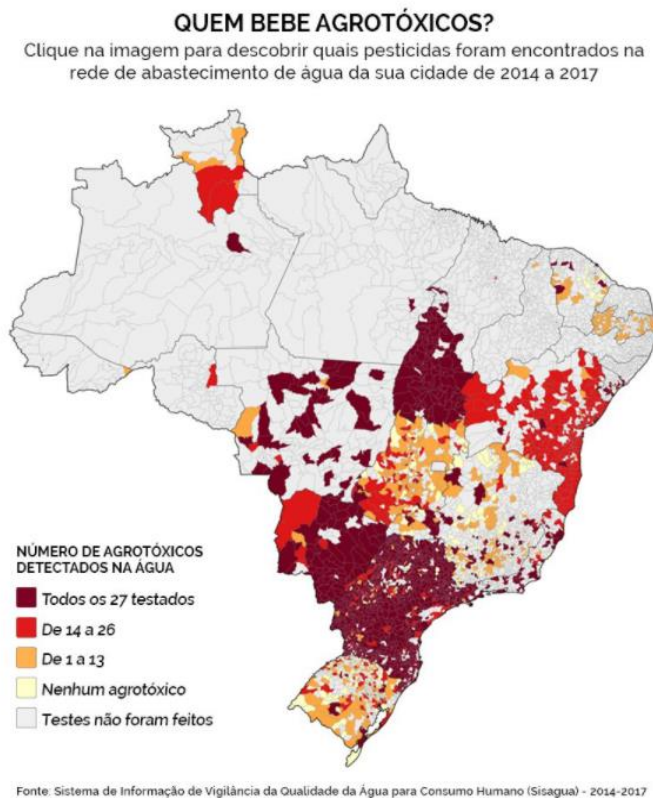 QUEM BEBE AGROTÓXICOS?
Clique na imagem para descobrir quais pesticidas foram encontrados na
rede de abastecimento de água da sua cidade de 2014 a 2017
NÚMERO DE AGROTÓXICOS
DETECTADOS NA ÁGUA
Todos os 27 testados
De 14 a 26
De 1 a 13
Nenhum agrotóxico
Testes não foram feitos
Fonte: Sistema de Informação de Vigilância da Qualidade da Água para Consumo Humano (Sisagua) - 2014-2017